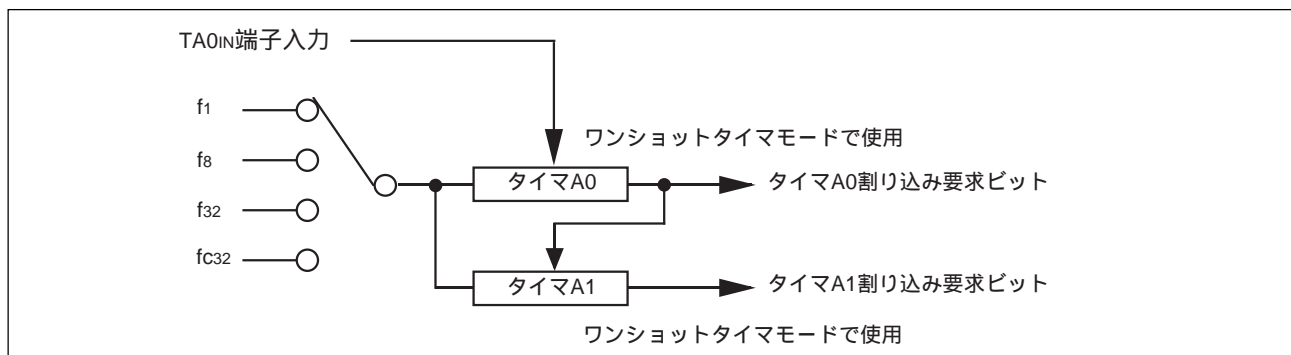 TA0IN端子入力
f1
ワンショットタイマモードで使用
f8
タイマA0
タイマA0割り込み要求ビット
f32
fC32
タイマA1
タイマA1割り込み要求ビット
ワンショットタイマモードで使用